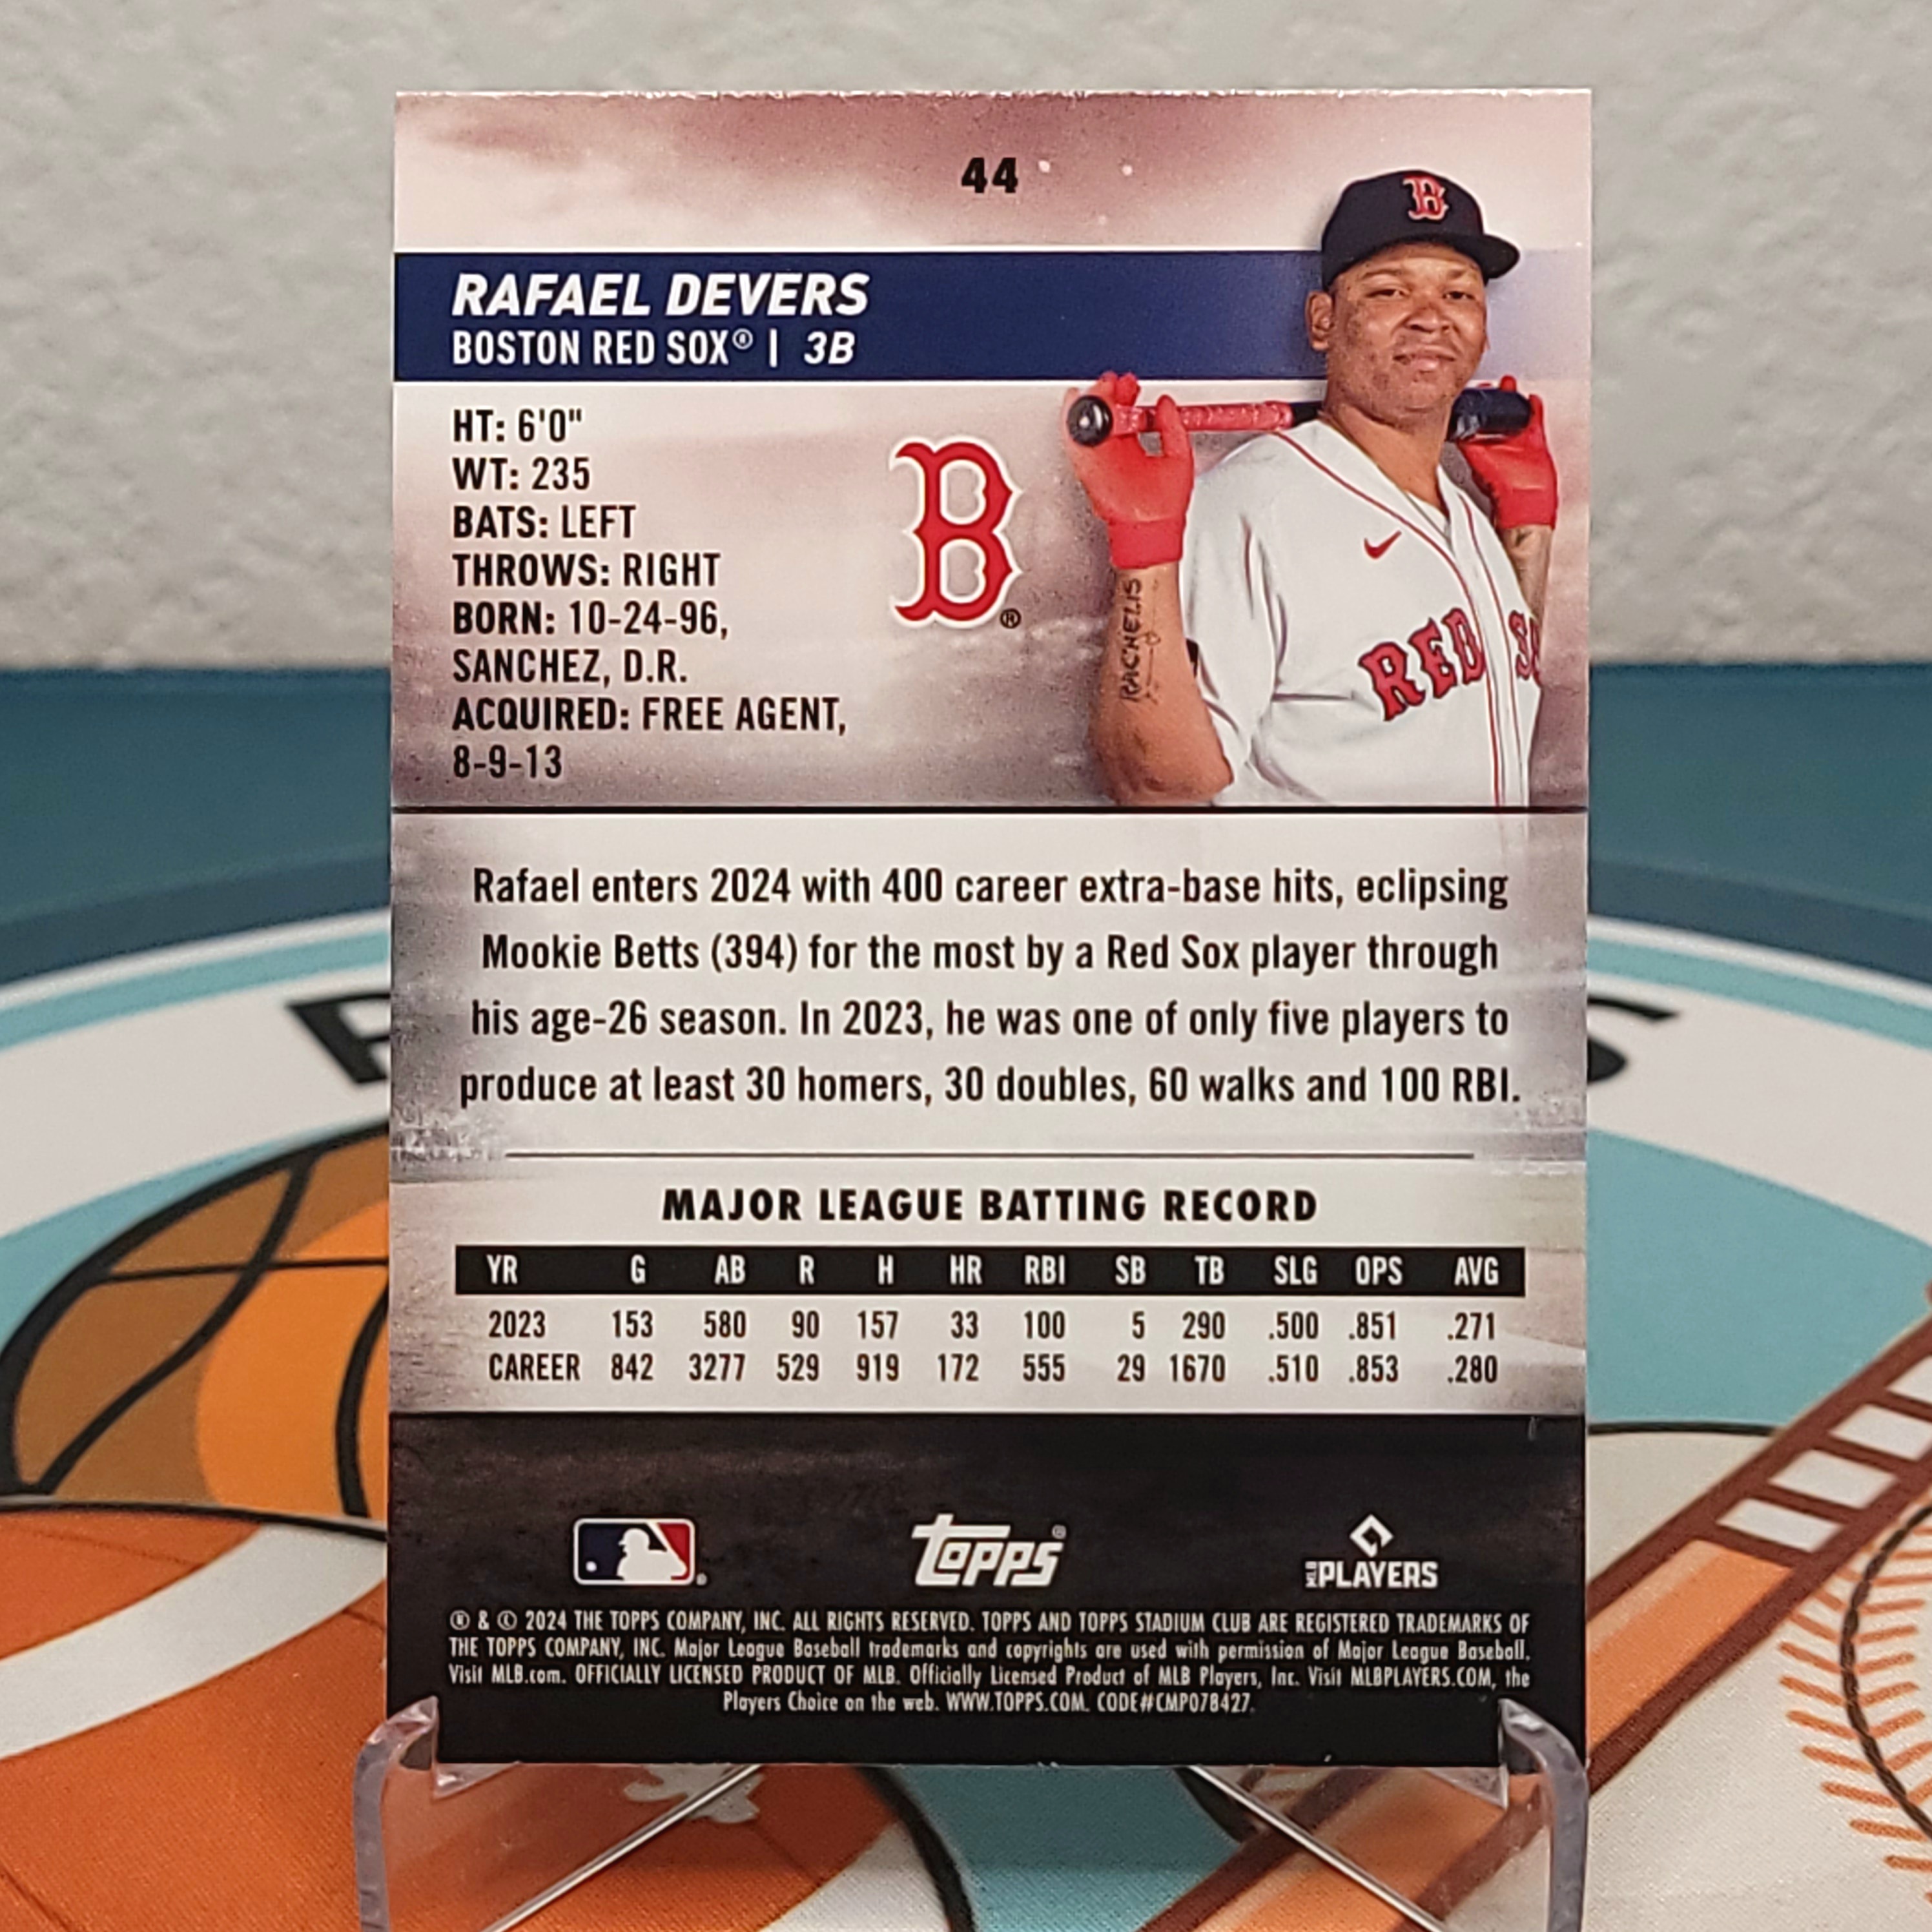 44
RAFAEL DEVERS
BOSTON RED SOX® | 3B
HT: 6'0"
WT: 235
BATS: LEFT
THROWS: RIGHT
BORN: 10-24-96,
SANCHEZ, D.R.
ACQUIRED: FREE AGENT,
8-9-13
B
B®
RACHELIS
RED SO
Rafael enters 2024 with 400 career extra-base hits, eclipsing
Mookie Betts (394) for the most by a Red Sox player through
his age-26 season. In 2023, he was one of only five players to
produce at least 30 homers, 30 doubles, 60 walks and 100 RBI.
MAJOR LEAGUE BATTING RECORD
YR G AB R H HR RBI SB TB SLG OPS AVG
2023 153 580 90 157 33 100 5 290 .500 .851 .271
CAREER 842 3277 529 919 172 555 29 1670 .510 .853 .280
Topps®
MLB PLAYERS
® & © 2024 THE TOPPS COMPANY, INC. ALL RIGHTS RESERVED. TOPPS AND TOPPS STADIUM CLUB ARE REGISTERED TRADEMARKS OF
THE TOPPS COMPANY, INC. Major League Baseball trademarks and copyrights are used with permission of Major League Baseball.
Visit MLB.com. OFFICIALLY LICENSED PRODUCT OF MLB. Officially Licensed Product of MLB Players, Inc. Visit MLBPLAYERS.COM, the
Players Choice on the web. WWW.TOPPS.COM. CODE#CMP078427